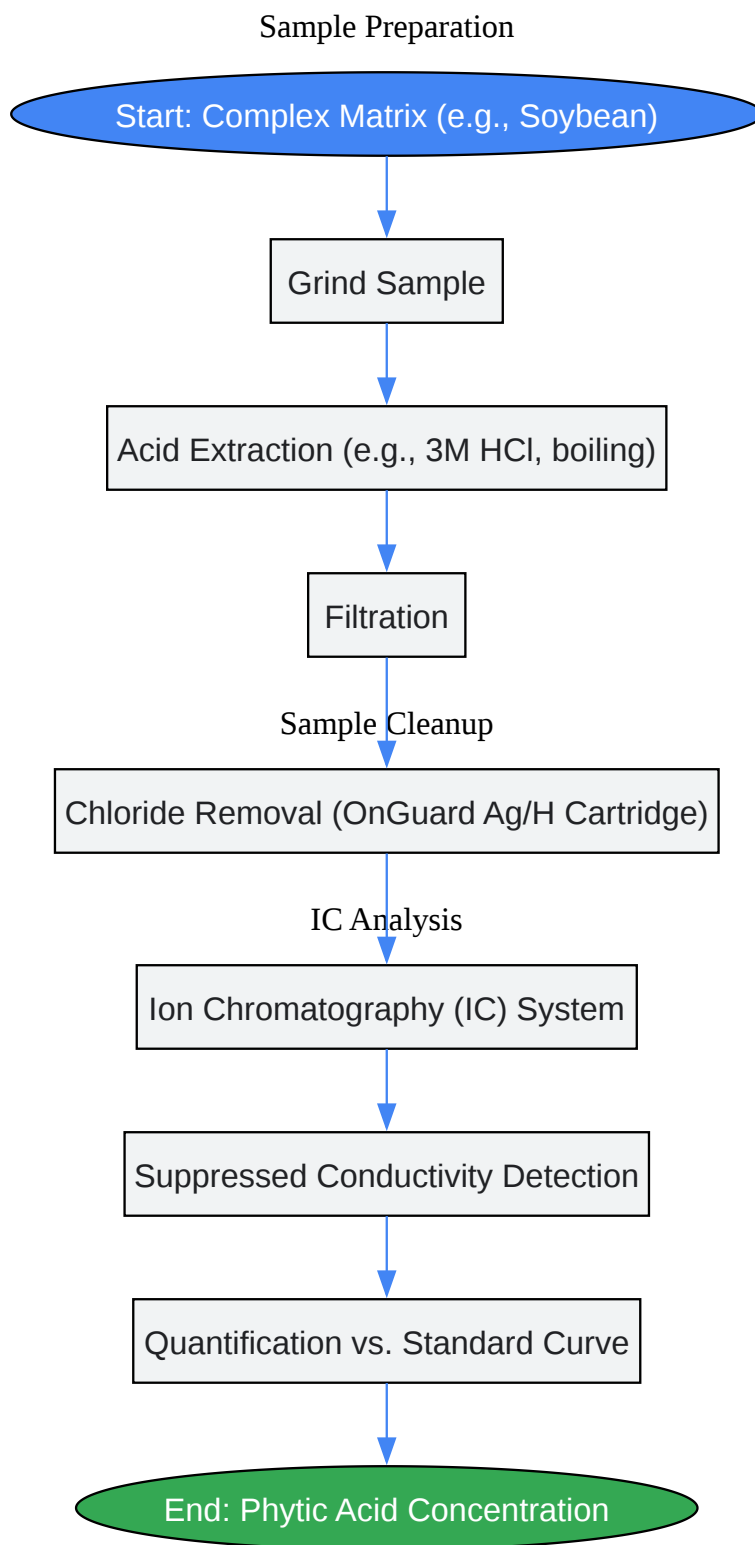 Sample Preparation
Start: Complex Matrix (e.g., Soybean)
Grind Sample
Acid Extraction (e.g., 3M HCl, boiling)
Filtration
Sample Cleanup
Chloride Removal (OnGuard Ag/H Cartridge)
IC Analysis
Ion Chromatography (IC) System
Suppressed Conductivity Detection
Quantification vs. Standard Curve
End: Phytic Acid Concentration